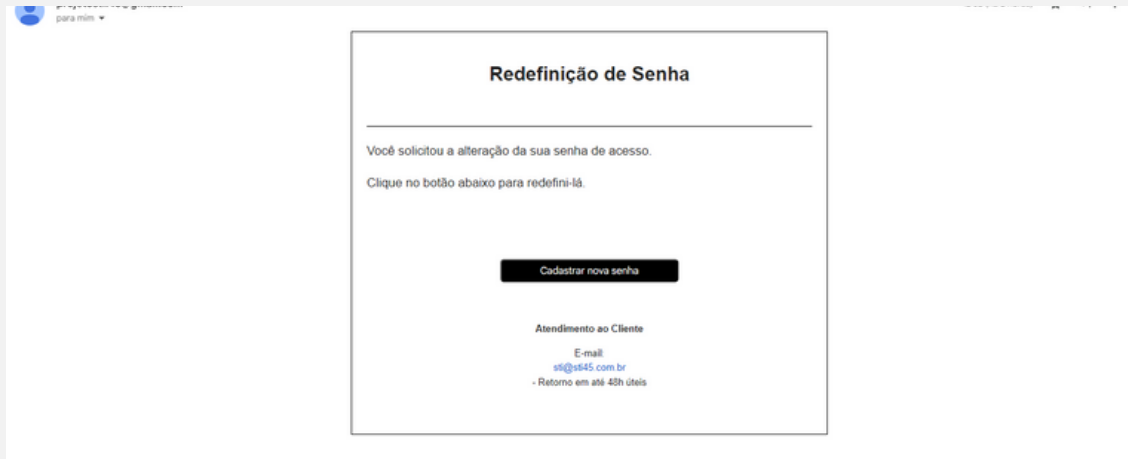 para mim
Redefinição de Senha
Você solicitou a alteração da sua senha de acesso.
Clique no botão abaixo para redefini-lá.
Cadastrar nova senha
Atendimento ao Cliente
E-mail:
sti@sti45.com.br
- Retorno em até 48h úteis